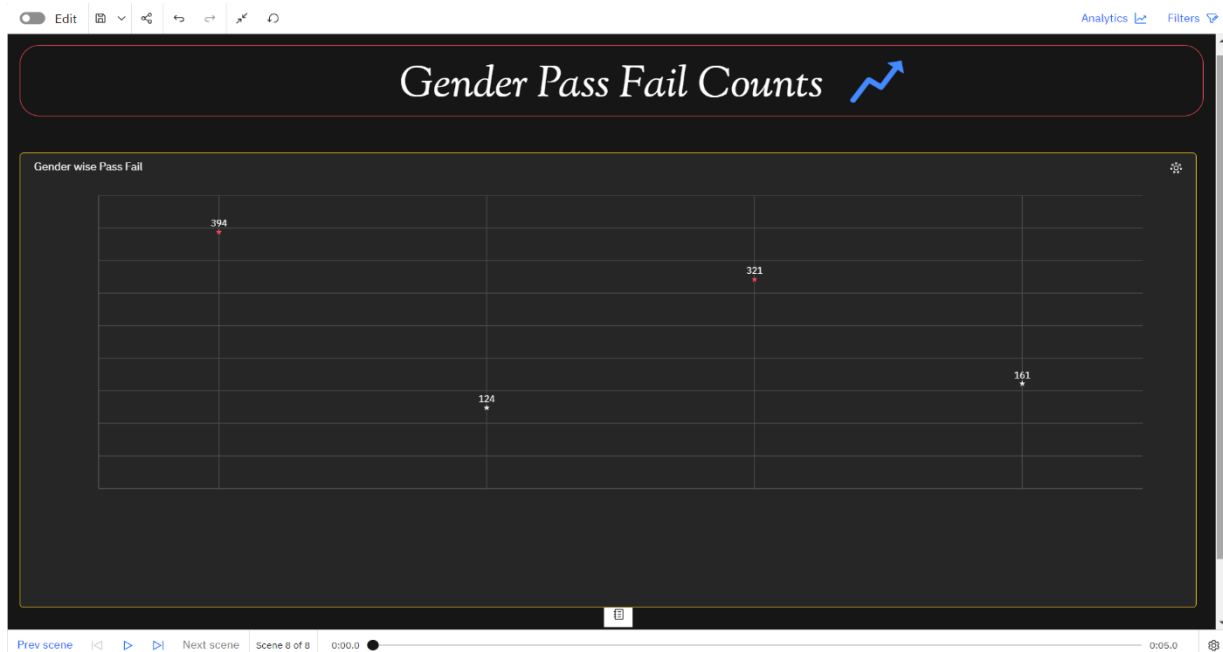 Edit
Analytics
Filters
Gender Pass Fail Counts
Gender wise Pass Fail
394
321
161
124
Prev scene
Next scene
Scene 8 of 8
0:00.0
0:05.0